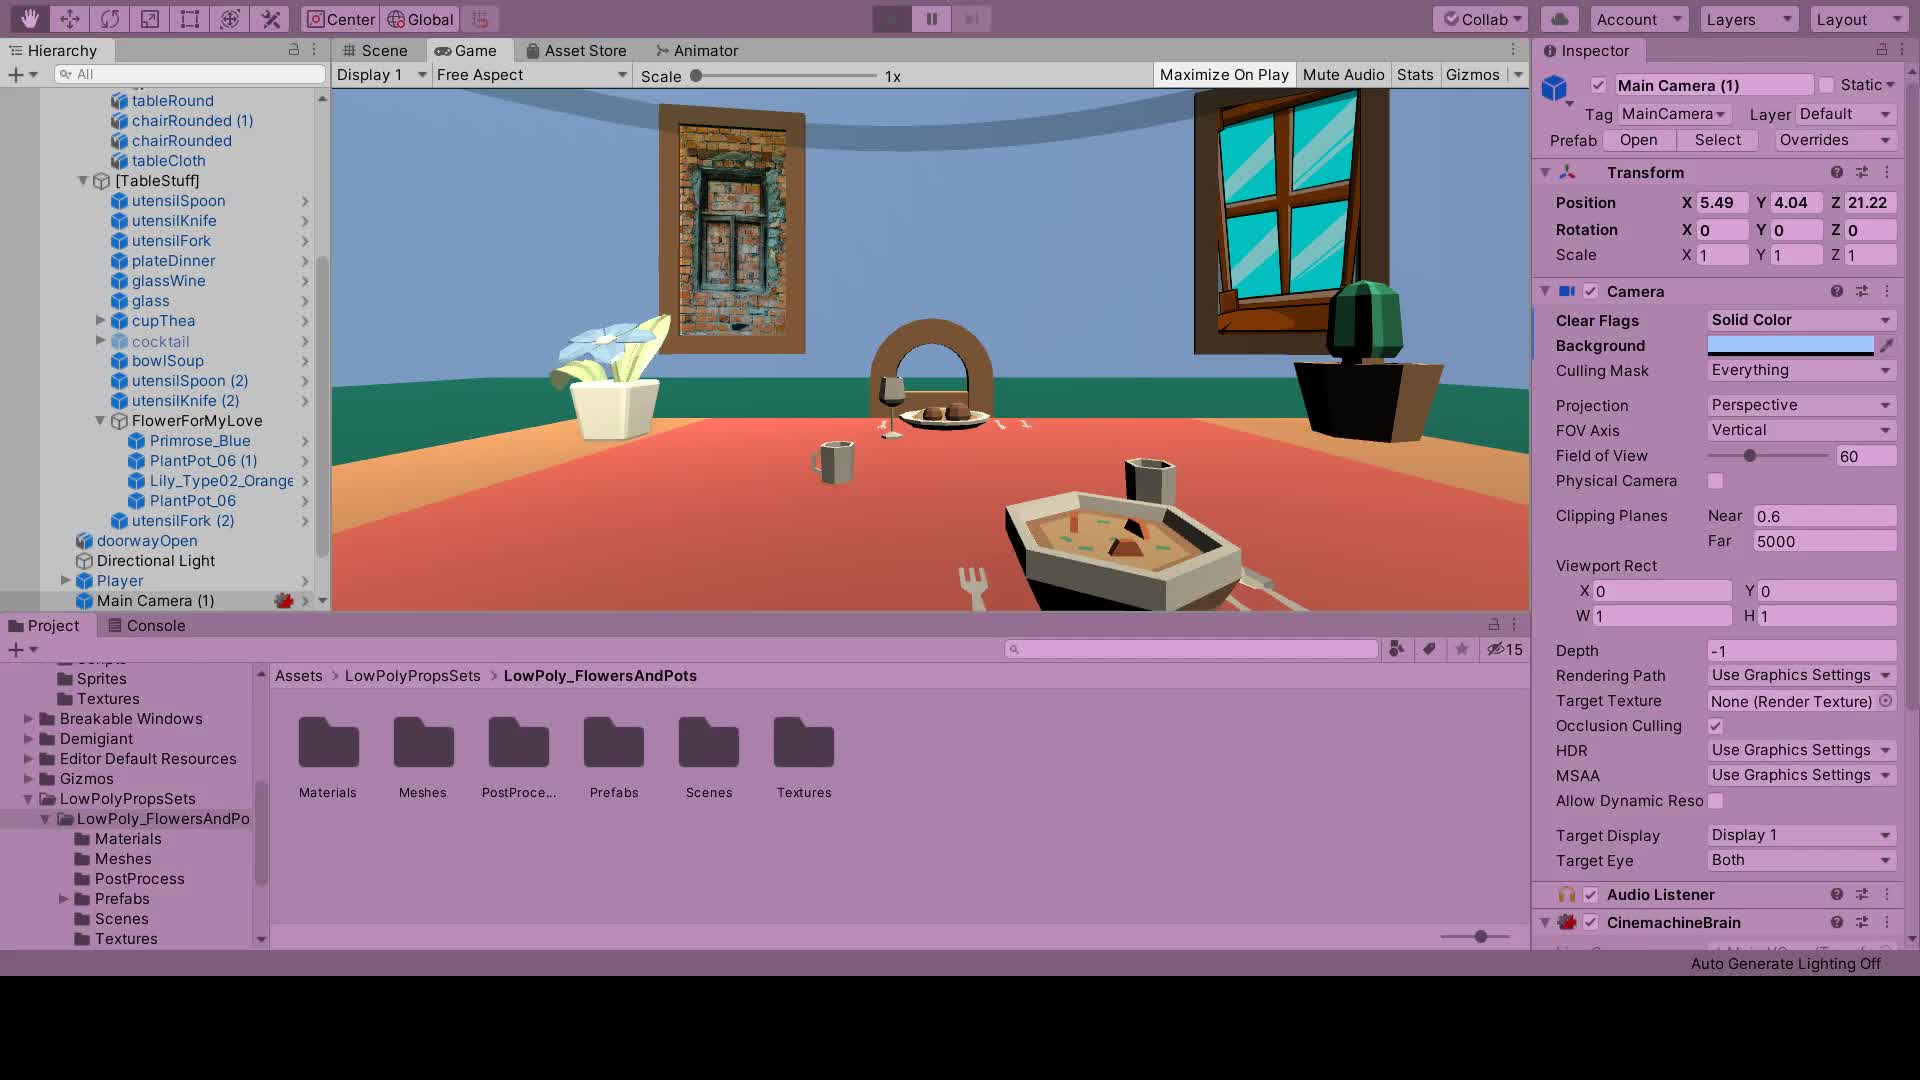 Center Global Collab Account Layers Layout
Hierarchy
All
tableRound
chairRounded (1)
chairRounded
tableCloth
[TableStuff]
utensilSpoon
utensilKnife
utensilFork
plateDinner
glassWine
glass
cupThea
cocktail
bowlSoup
utensilSpoon (2)
utensilKnife (2)
FlowerForMyLove
Primrose_Blue
PlantPot_06 (1)
Lily_Type02_Orange
PlantPot_06
utensilFork (2)
doorwayOpen
Directional Light
Player
Main Camera (1)
Scene Game Asset Store Animator
Display 1 Free Aspect Scale 1x Maximize On Play Mute Audio Stats Gizmos
Inspector
Main Camera (1) Static
Tag MainCamera Layer Default
Prefab Open Select Overrides
Transform
Position X 5.49 Y 4.04 Z 21.22
Rotation X 0 Y 0 Z 0
Scale X 1 Y 1 Z 1
Camera
Clear Flags Solid Color
Background
Culling Mask Everything
Projection Perspective
FOV Axis Vertical
Field of View 60
Physical Camera
Clipping Planes Near 0.6
Far 5000
Viewport Rect
X 0 Y 0
W 1 H 1
Depth -1
Rendering Path Use Graphics Settings
Target Texture None (Render Texture)
Occlusion Culling
HDR Use Graphics Settings
MSAA Use Graphics Settings
Allow Dynamic Reso
Target Display Display 1
Target Eye Both
Audio Listener
CinemachineBrain
Project Console
15
Sprites
Textures
Breakable Windows
Demigiant
Editor Default Resources
Gizmos
LowPolyPropsSets
LowPoly_FlowersAndPo
Materials
Meshes
PostProcess
Prefabs
Scenes
Textures
Assets > LowPolyPropsSets > LowPoly_FlowersAndPots
Materials Meshes PostProce... Prefabs Scenes Textures
Auto Generate Lighting Off